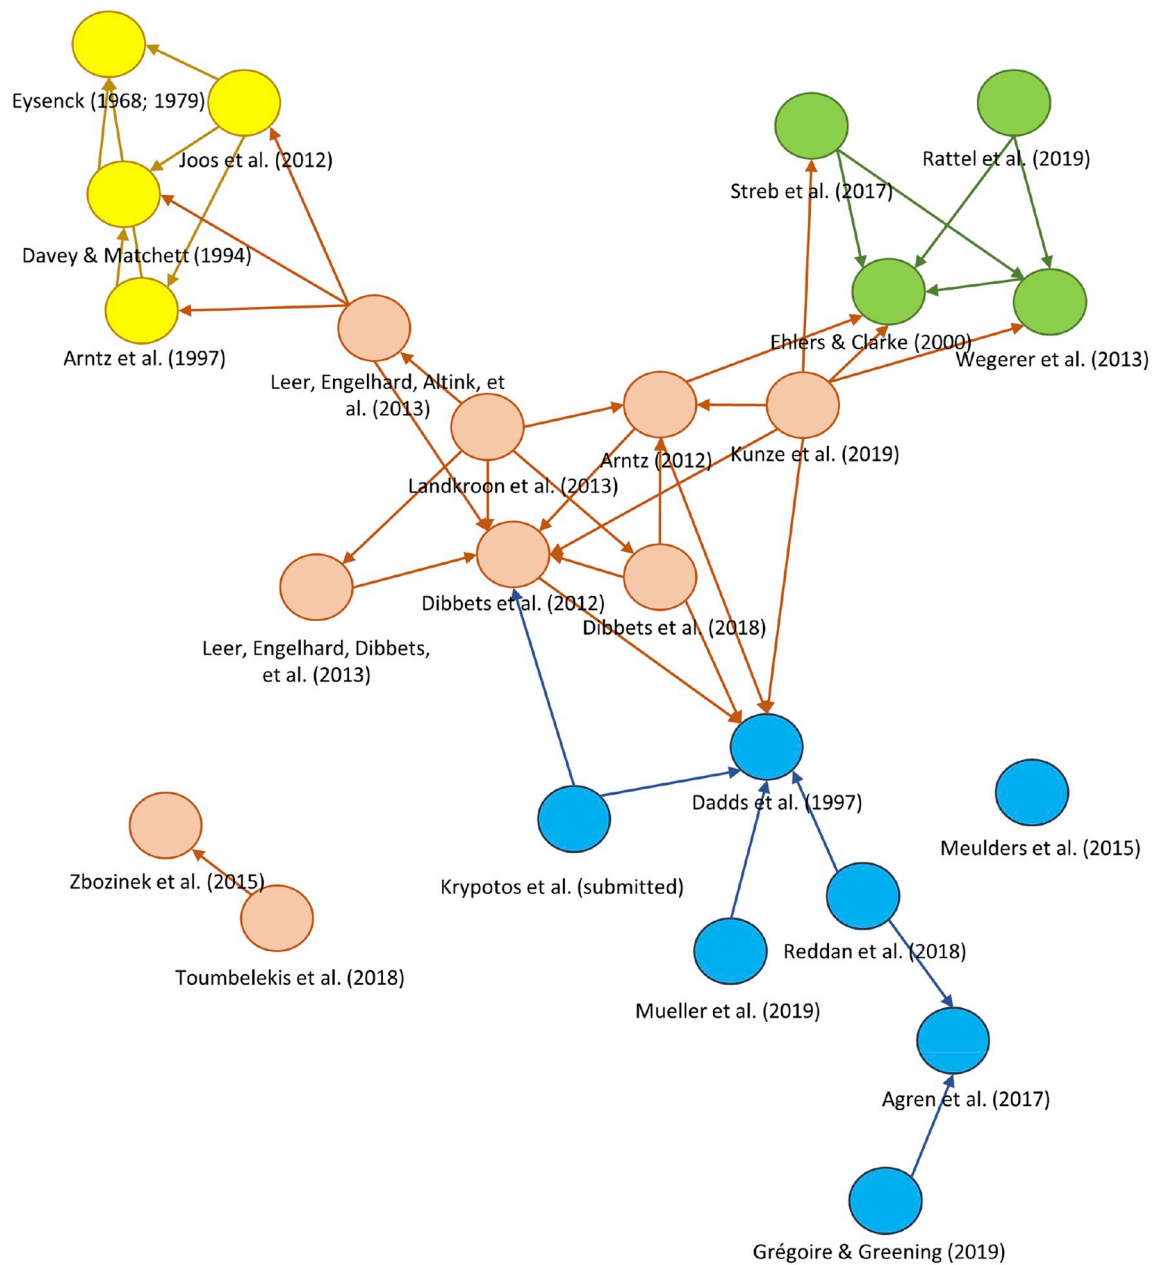 Eysenck (1968; 1979)
Joos et al. (2012)
Rattel et al. (2019)
Streb et al. (2017)
Davey & Matchett (1994)
Ehlers & Clarke (2000)
Arntz et al. (1997)
Wegerer et al. (2013)
Leer, Engelhard, Altink, et
al. (2013)
Arntz (2012)
Kunze et al. (2019)
Landkroon et al. (2013)
Dibbets et al. (2012)
Dibbets et al. (2018)
Leer, Engelhard, Dibbets,
et al. (2013)
Dadds et al. (1997)
Meulders et al. (2015)
Zbozinek et al. (2015)
Krypotos et al. (submitted)
Reddan et al. (2018)
Toumbelekis et al. (2018)
Mueller et al. (2019)
Agren et al. (2017)
Grégoire & Greening (2019)